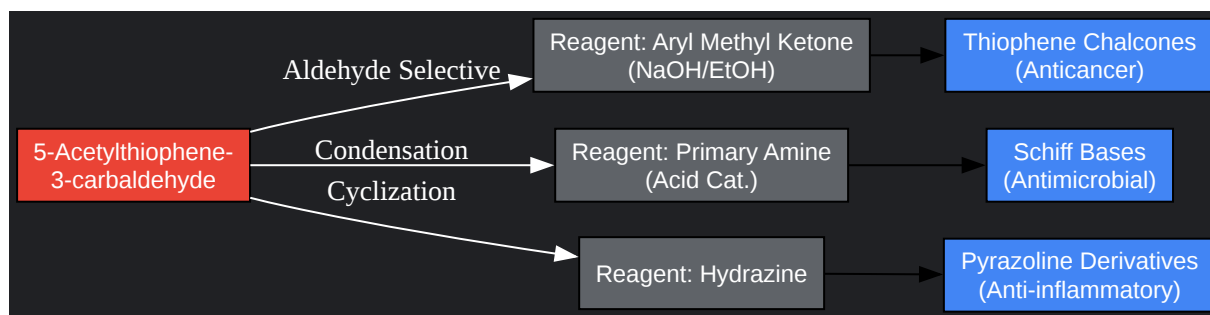 Reagent: Aryl Methyl Ketone
(NaOH/EtOH)
Thiophene Chalcones
(Anticancer)
Aldehyde Selective
5-Acetylthiophene-
3-carbaldehyde
Condensation
Reagent: Primary Amine
(Acid Cat.)
Schiff Bases
(Antimicrobial)
Cyclization
Reagent: Hydrazine
Pyrazoline Derivatives
(Anti-inflammatory)